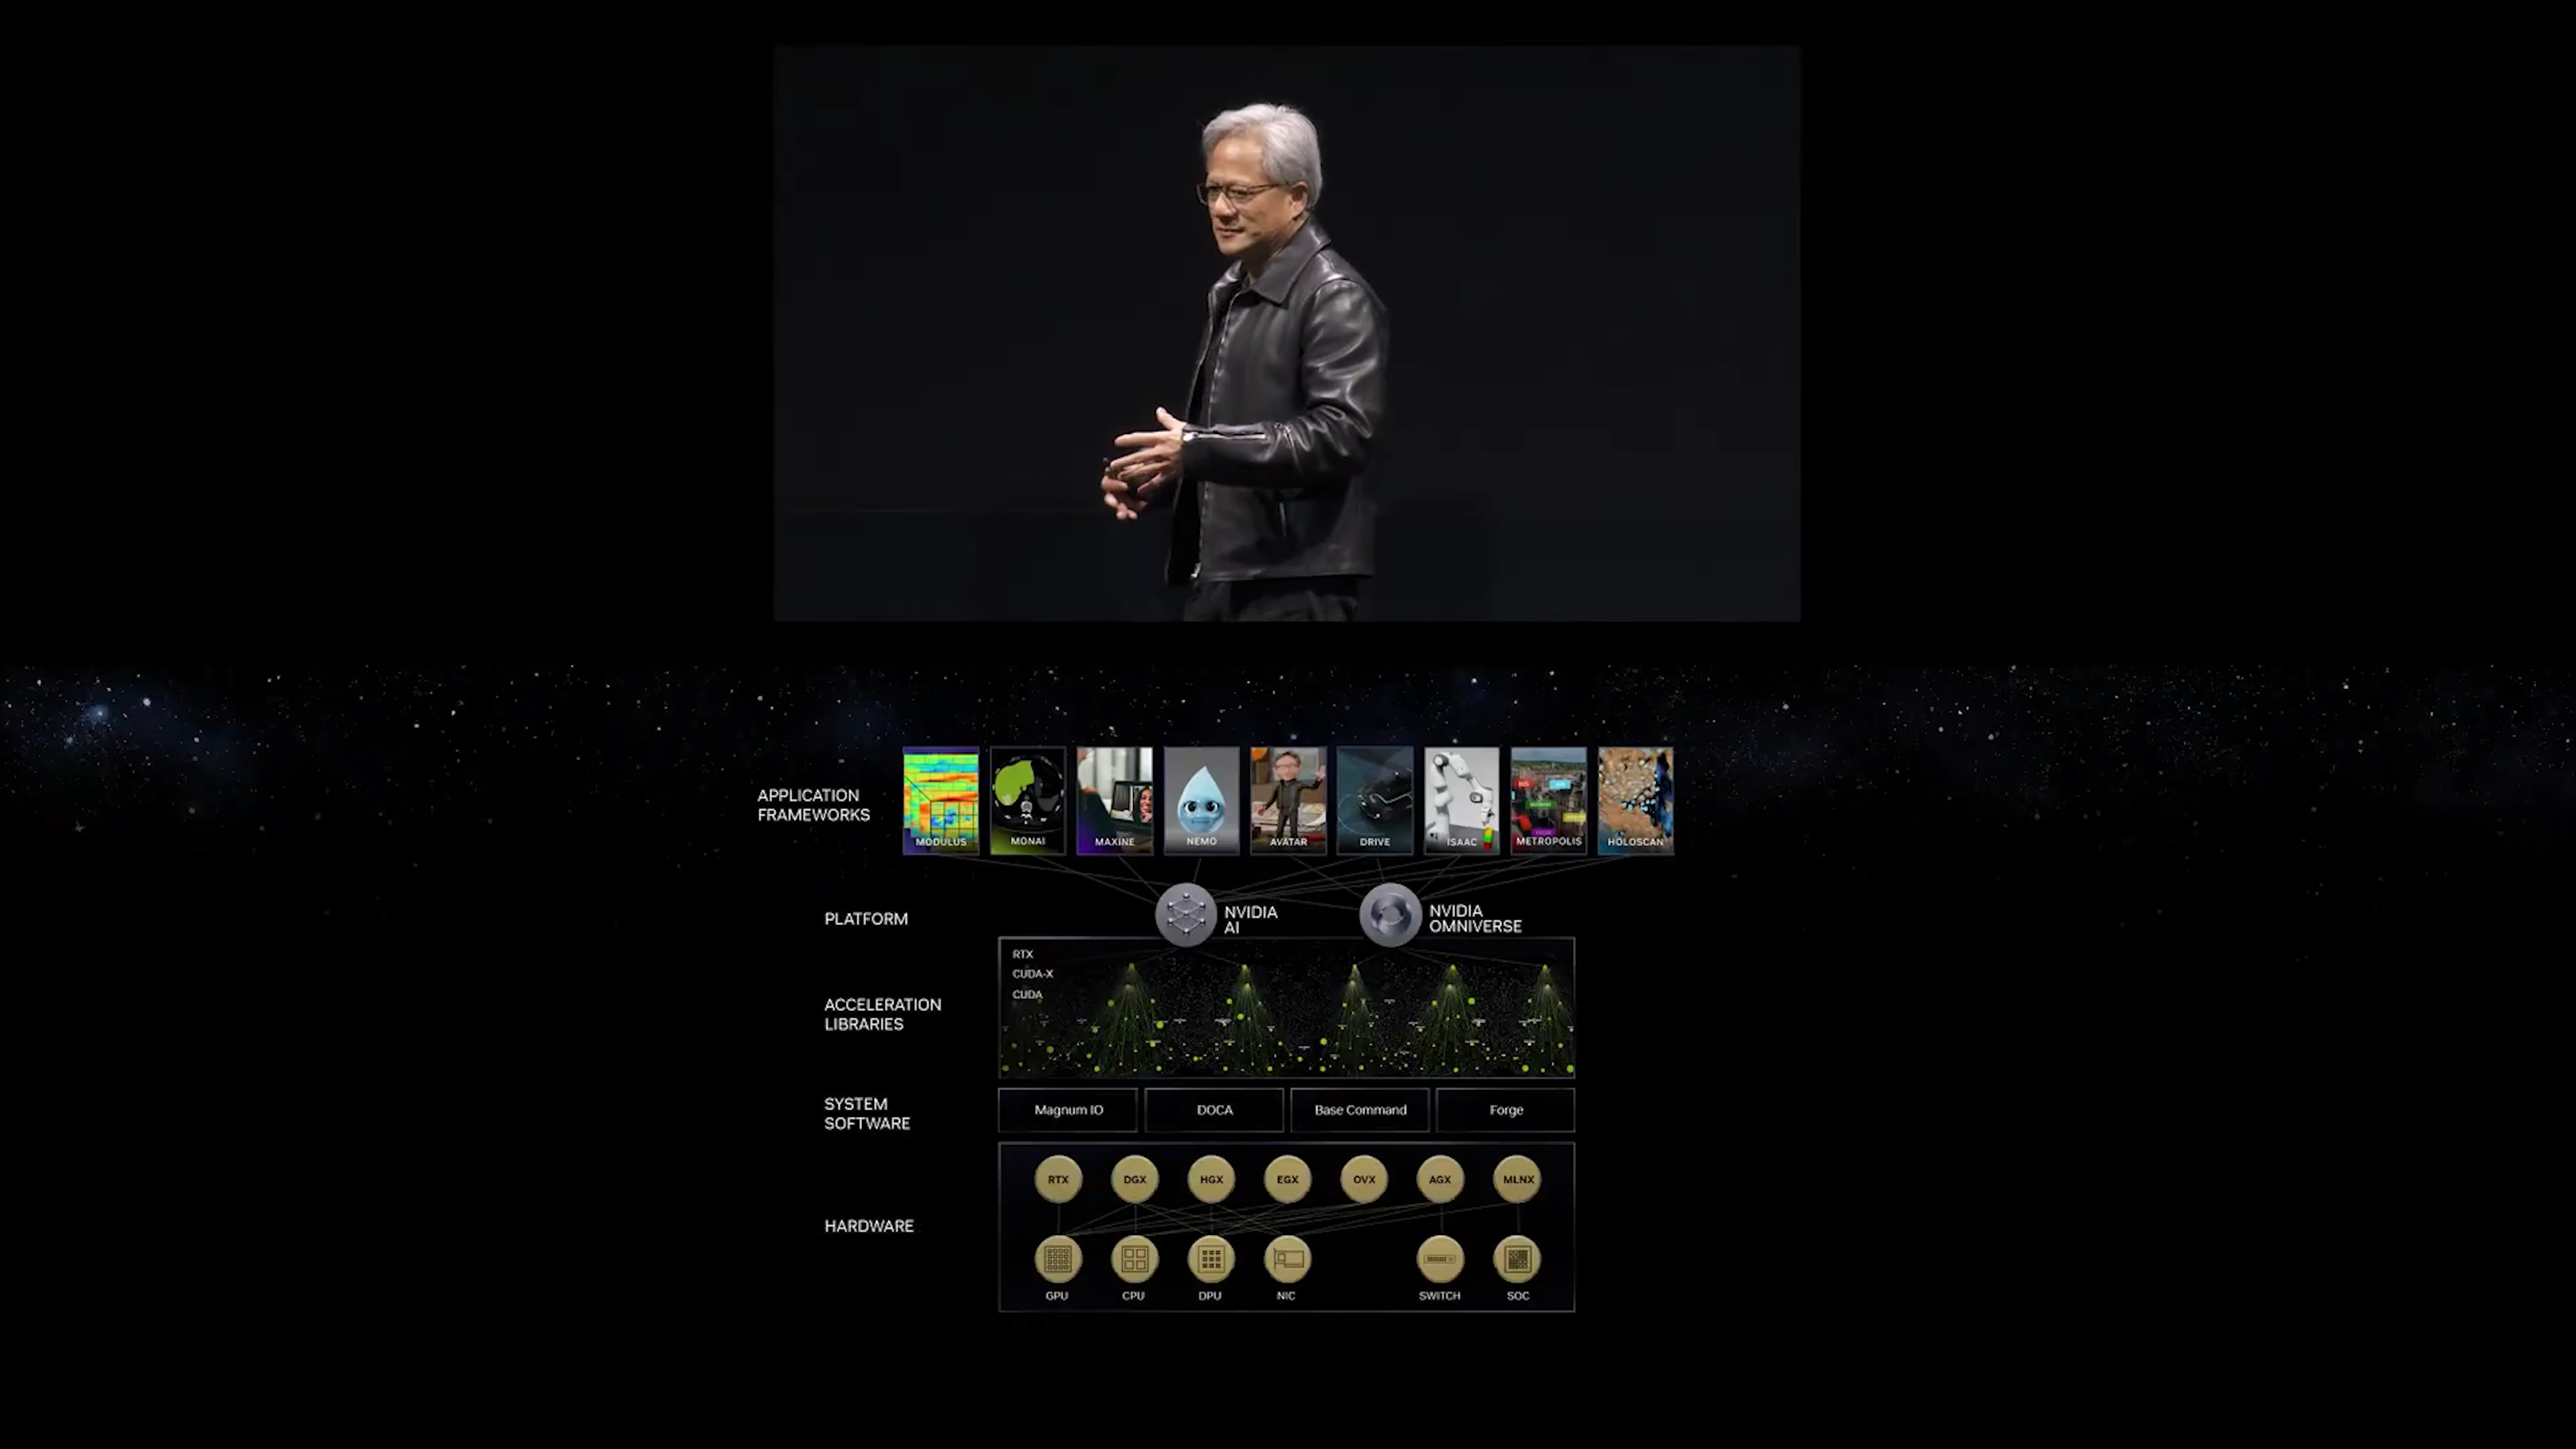 APPLICATION
FRAMEWORKS
MODULUS
MONAI
MAXINE
NEMO
AVATAR
DRIVE
ISAAC
METROPOLIS
HOLOSCAN
PLATFORM
NVIDIA
AI
NVIDIA
OMNIVERSE
ACCELERATION
LIBRARIES
RTX
CUDA-X
CUDA
SYSTEM
SOFTWARE
Magnum IO
DOCA
Base Command
Forge
HARDWARE
RTX
DGX
HGX
EGX
OVX
AGX
MLNX
GPU
CPU
DPU
NIC
SWITCH
SOC